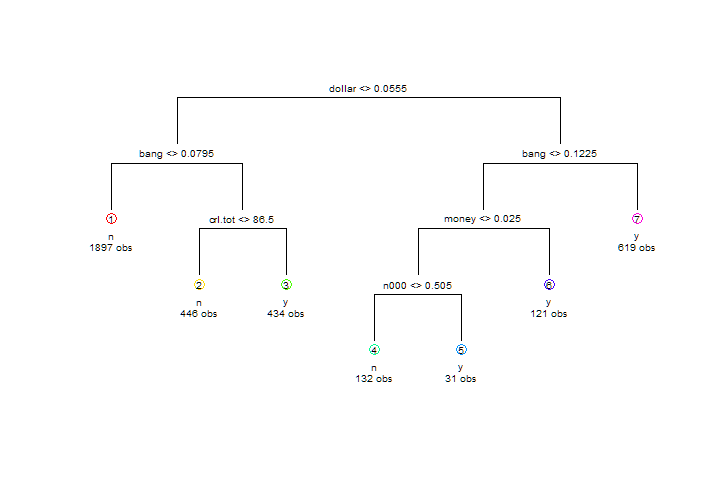 dollar <> 0.0555
bang <> 0.0795
bang <> 0.1225
1
n
1897 obs
crl.tot <> 86.5
money <> 0.025
7
y
619 obs
2
n
446 obs
3
y
434 obs
n000 <> 0.505
6
y
121 obs
4
n
132 obs
5
y
31 obs